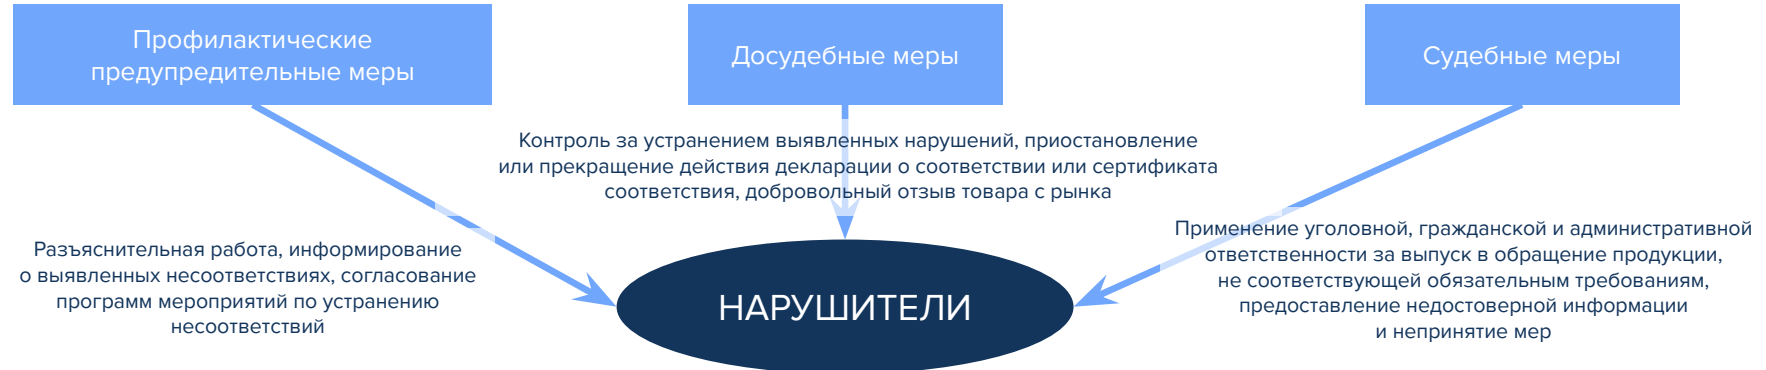 Профилактические
предупредительные меры
Досудебные меры
Судебные меры
Контроль за устранением выявленных нарушений, приостановление
или прекращение действия декларации о соответствии или сертификата
соответствия, добровольный отзыв товара с рынка
Разъяснительная работа, информирование
о выявленных несоответствиях, согласование
программ мероприятий по устранению
несоответствий
Применение уголовной, гражданской и административной
ответственности за выпуск в обращение продукции,
не соответствующей обязательным требованиям,
предоставление недостоверной информации
и непринятие мер
НАРУШИТЕЛИ